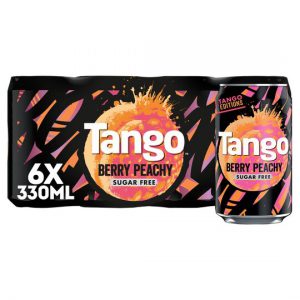 Tango
BERRY PEACHY
SUGAR FREE
6X
330ML
TANGO
EDITIONS
Tango
BERRY PEACHY
SUGAR FREE